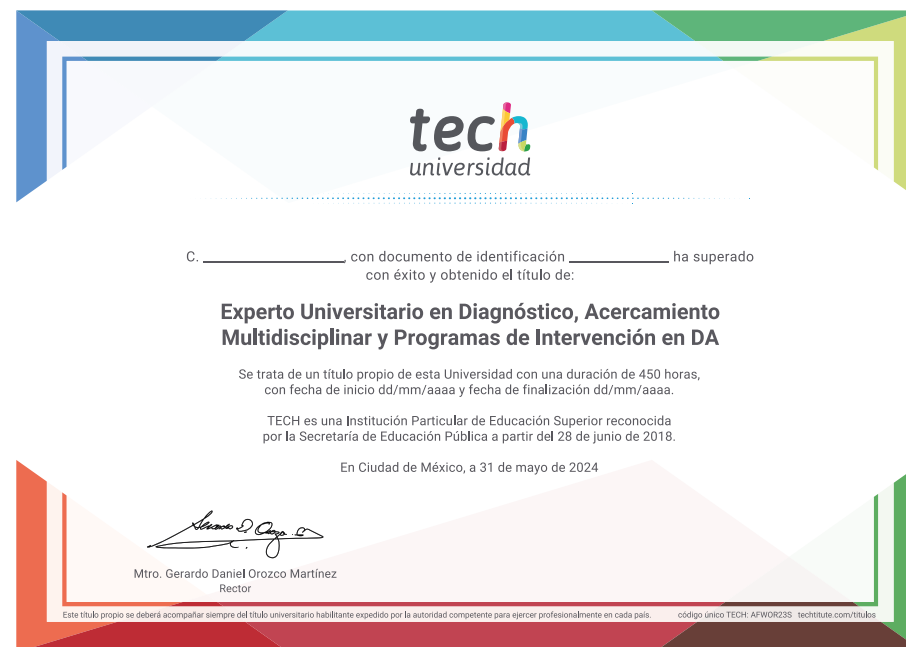 tech
universidad
C. ____________, con documento de identificación ____________ ha superado
con éxito y obtenido el título de:
Experto Universitario en Diagnóstico, Acercamiento
Multidisciplinar y Programas de Intervención en DA
Se trata de un título propio de esta Universidad con una duración de 450 horas,
con fecha de inicio dd/mm/aaaa y fecha de finalización dd/mm/aaaa.
TECH es una Institución Particular de Educación Superior reconocida
por la Secretaría de Educación Pública a partir del 28 de junio de 2018.
En Ciudad de México, a 31 de mayo de 2024
Mtro. Gerardo Daniel Orozco Martínez
Rector
Este título propio se deberá acompañar siempre del título universitario habilitante expedido por la autoridad competente para ejercer profesionalmente en cada país. código único TECH: AFWOR23S techtitute.com/titulos